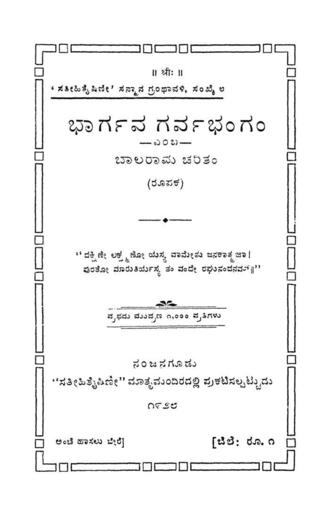 ॥ ಶ್ರೀಃ ॥
'ಸತೀಹಿತೈಷಿಣೀ' ಸನ್ಮಾನ ಗ್ರಂಥಾವಳಿ, ಸಂಖ್ಯೆ ೮
ಭಾರ್ಗವ ಗರ್ವಭಂಗಂ
—ಎಂಬ—
ಬಾಲರಾಮ ಚರಿತಂ
(ರೂಪಕ)
"ದಕ್ಷಿಣೇ ಲಕ್ಷ್ಮಣೋ ಯಸ್ಯ ವಾಮೇತು ಜನಕಾತ್ಮಜಾ।
ಪುರತೋ ಮಾರುತಿರ್ಯಸ್ಯ ತಂ ವಂದೇ ರಘುನಂದನಮ್॥"
ಪ್ರಥಮ ಮುದ್ರಣ ೧,೦೦೦ ಪ್ರತಿಗಳು
ನಂಜನಗೂಡು
"ಸತೀಹಿತೈಷಿಣೀ" ಮಾತೃಮಂದಿರದಲ್ಲಿ ಪ್ರಕಟಿಸಲ್ಪಟ್ಟುದು
೧೯೨೮
ಅಂಚೆ ಹಾಸಲು ಬೇರೆ]
[ಬೆಲೆ: ರೂ. ೧